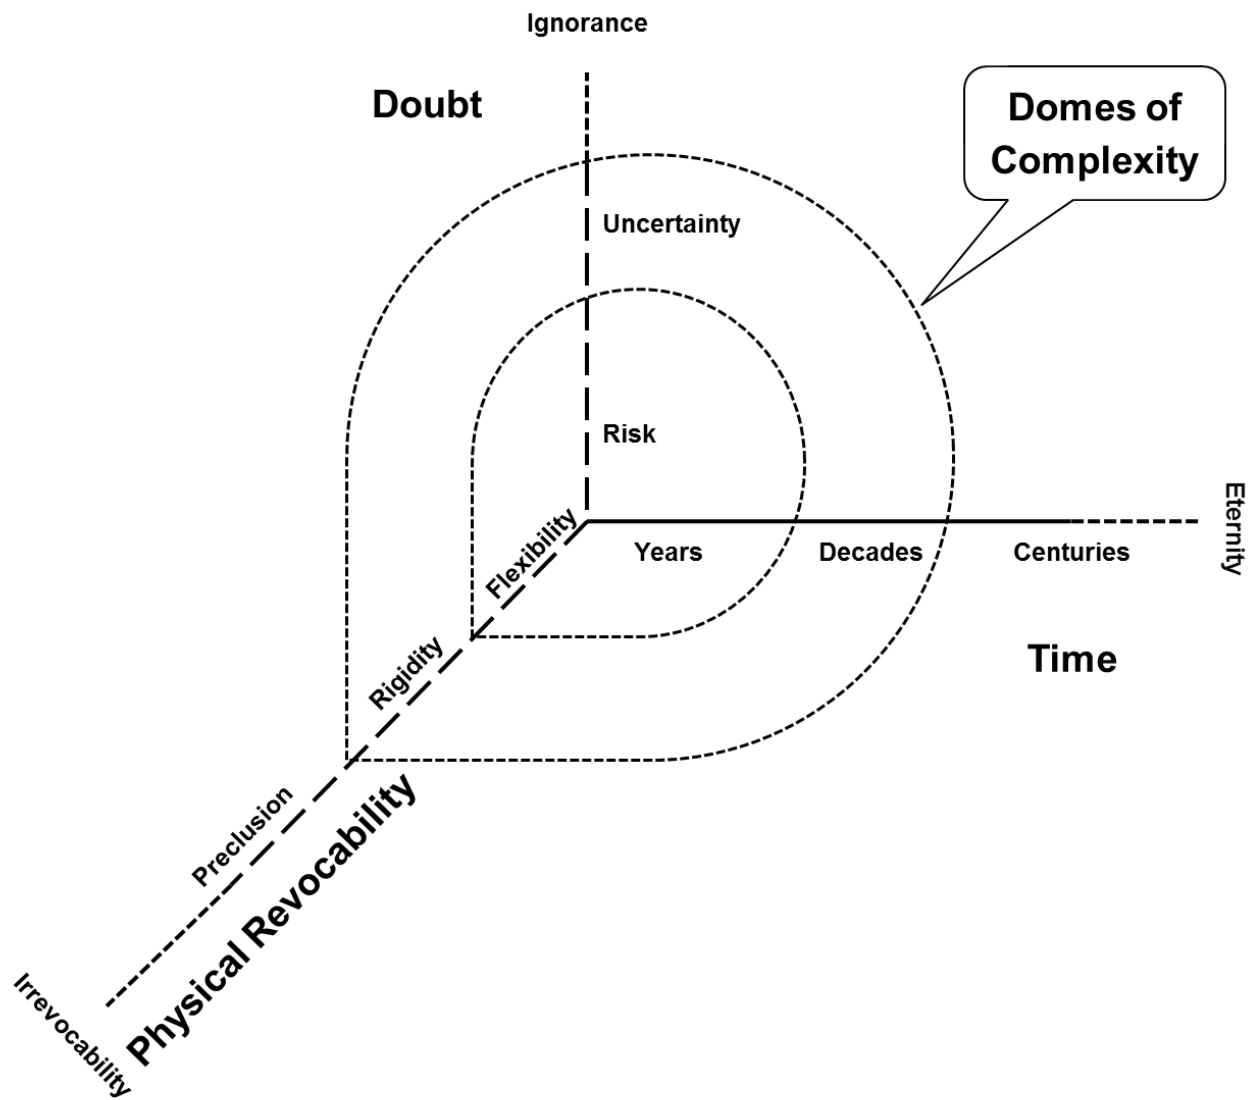 Ignorance
Doubt
Domes of
Complexity
Uncertainty
Risk
Eternity
Flexibility
Years
Decades
Centuries
Rigidity
Time
Preclusion
Physical Revocability
Irrevocability